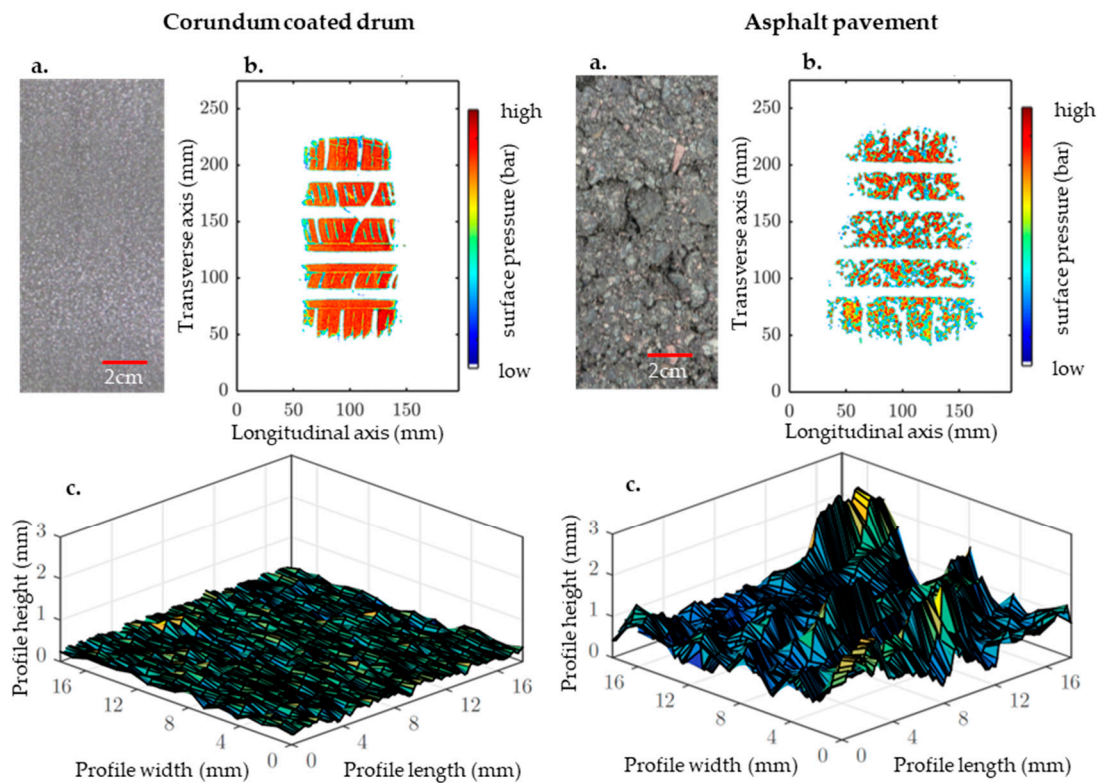 Corundum coated drum
Asphalt pavement
a.
b.
250
200
150
100
50
0
Transverse axis (mm)
0
50
100
150
Longitudinal axis (mm)
high
surface pressure (bar)
low
2cm
a.
b.
250
200
150
100
50
0
Transverse axis (mm)
0
50
100
150
Longitudinal axis (mm)
high
surface pressure (bar)
low
2cm
c.
3
2
1
0
Profile height (mm)
16
12
8
4
0
Profile width (mm)
0
4
8
12
16
Profile length (mm)
c.
3
2
1
0
Profile height (mm)
16
12
8
4
0
Profile width (mm)
0
4
8
12
16
Profile length (mm)